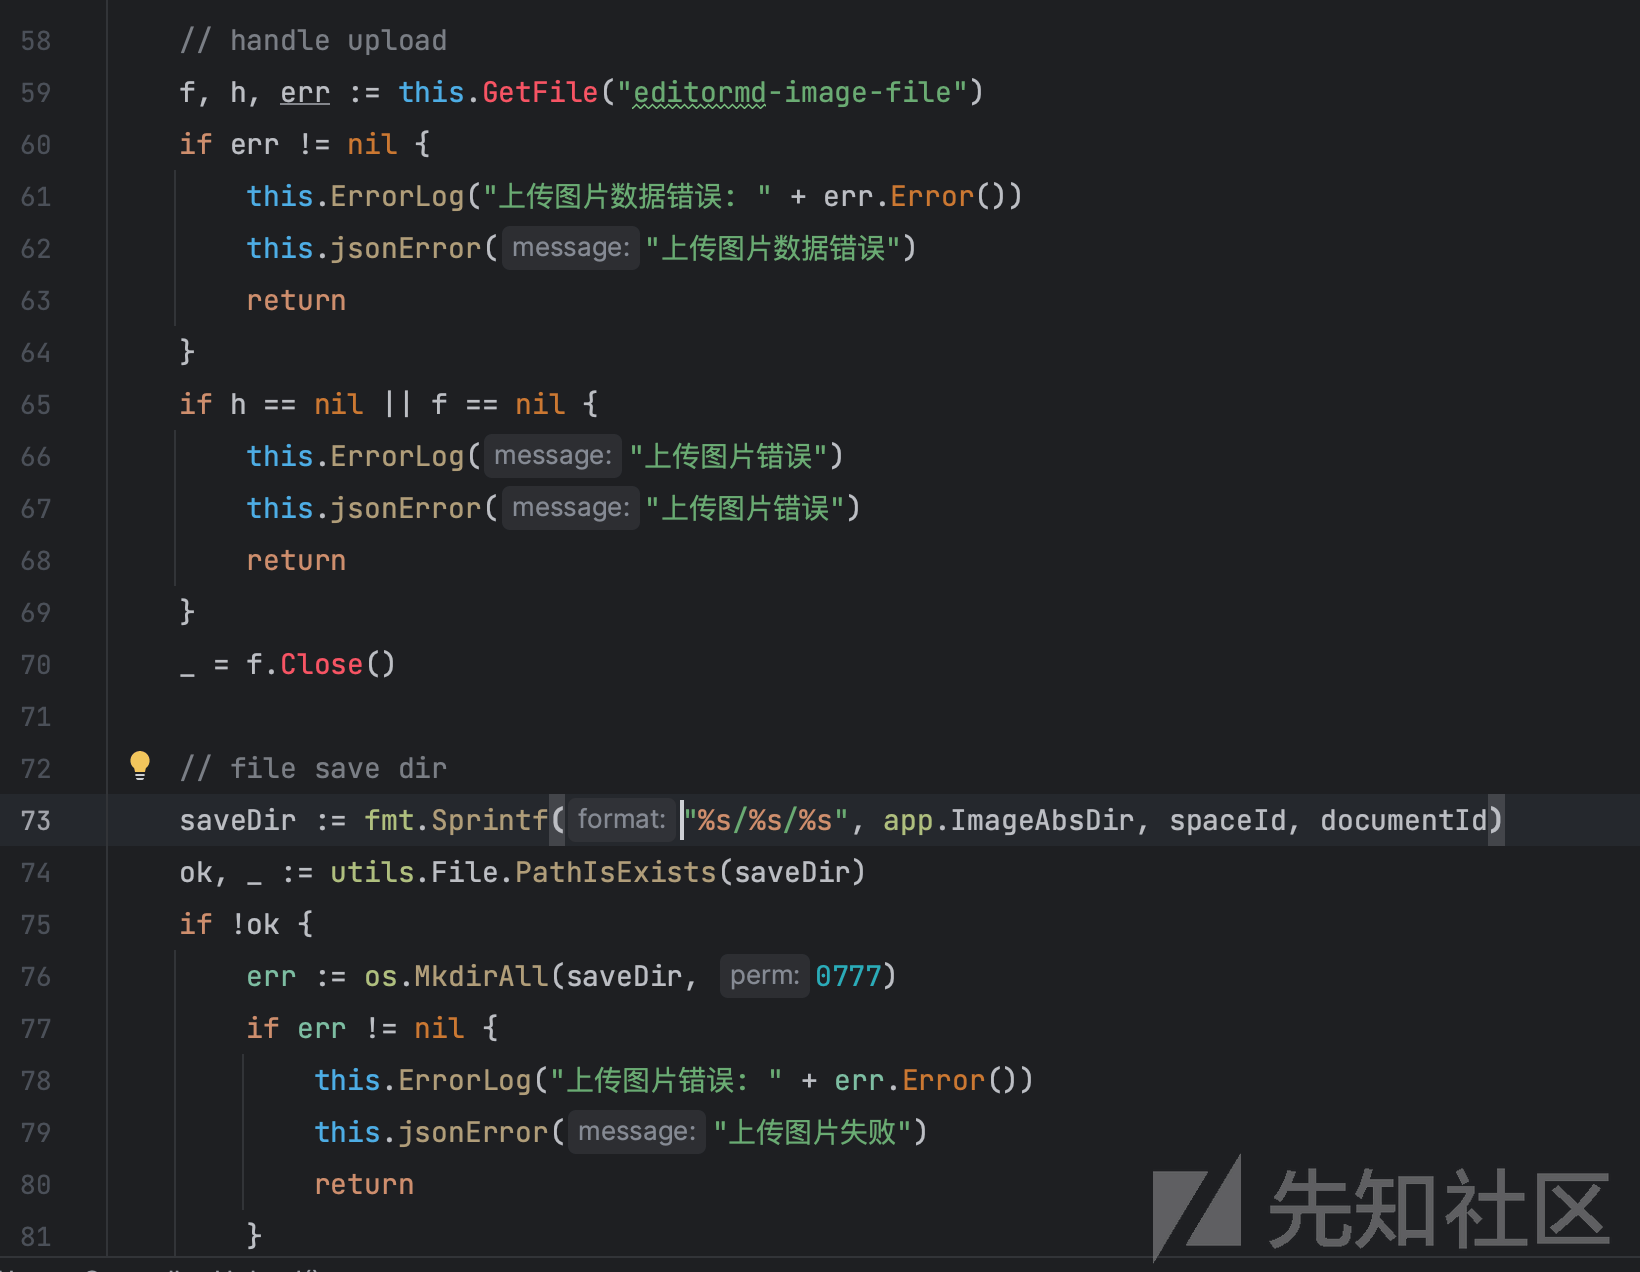 58 // handle upload
59 f, h, err := this.GetFile("editormd-image-file")
60 if err != nil {
61 this.ErrorLog("上传图片数据错误: " + err.Error())
62 this.jsonError( message: "上传图片数据错误")
63 return
64 }
65 if h == nil || f == nil {
66 this.ErrorLog( message: "上传图片错误")
67 this.jsonError( message: "上传图片错误")
68 return
69 }
70 _ = f.Close()
71
72 // file save dir
73 saveDir := fmt.Sprintf( format: "%s/%s/%s", app.ImageAbsDir, spaceId, documentId)
74 ok, _ := utils.File.PathIsExists(saveDir)
75 if !ok {
76 err := os.MkdirAll(saveDir, perm: 0777)
77 if err != nil {
78 this.ErrorLog("上传图片错误: " + err.Error())
79 this.jsonError( message: "上传图片失败")
80 return
81 }
先知社区